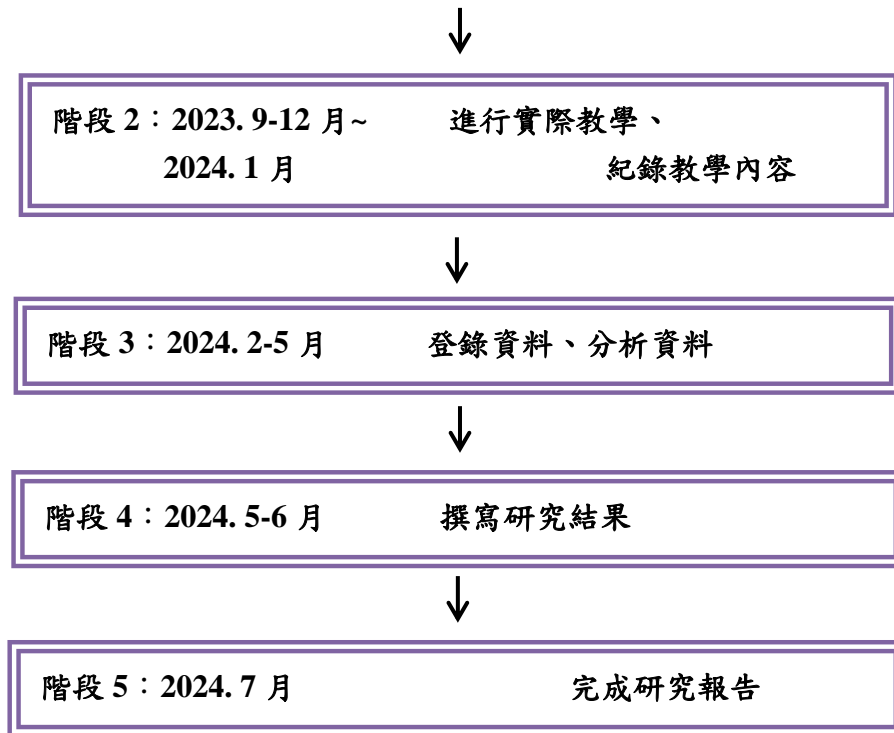 階段 2：2023. 9-12 月~ 進行實際教學、
2024. 1 月 紀錄教學內容
階段 3：2024. 2-5 月 登錄資料、分析資料
階段 4：2024. 5-6 月 撰寫研究結果
階段 5：2024. 7 月 完成研究報告